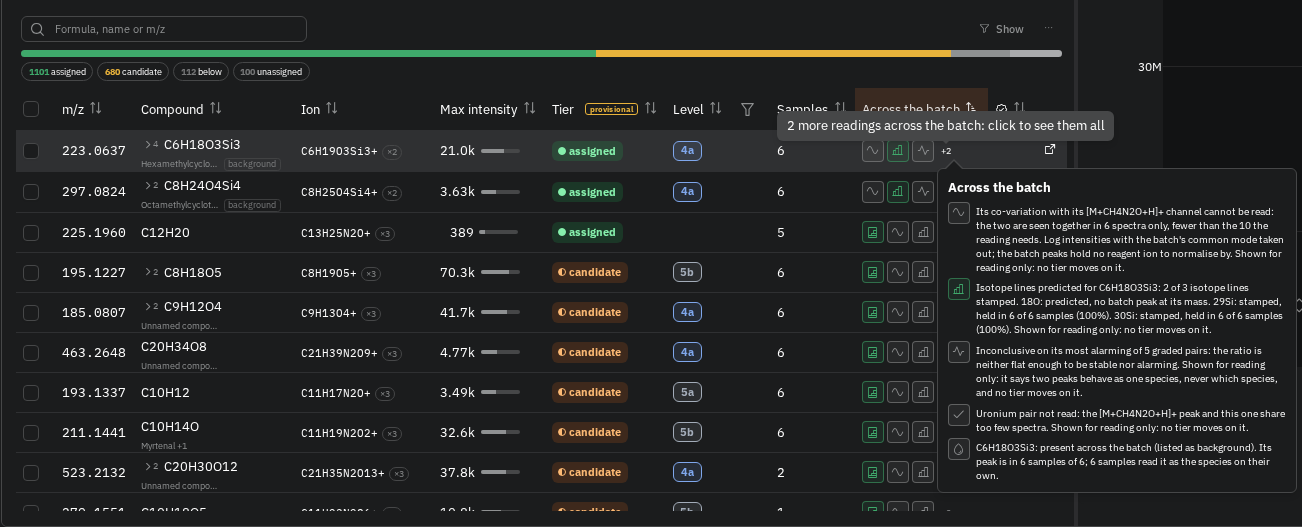 Formula, name or m/z
Show
30M
1101 assigned
680 candidate
112 below
100 unassigned
m/z
Compound
Ion
Max intensity
Tier
provisional
Level
Samples
Across the batch
2 more readings across the batch: click to see them all
223.0637 4 C6H18O3Si3 C6H19O3Si3+ ×2 21.0k assigned 4a 6 +2
Hexamethylcyclo... background
297.0824 2 C8H24O4Si4 C8H25O4Si4+ ×2 3.63k assigned 4a 6
Octamethylcyclot... background
225.1960 C12H20 C13H25N2O+ ×3 389 assigned 5
195.1227 2 C8H18O5 C8H19O5+ ×3 70.3k candidate 5b 6
185.0807 2 C9H12O4 C9H13O4+ ×3 41.7k candidate 4a 6
Unnamed compo...
463.2648 C20H34O8 C21H39N2O9+ ×3 4.77k candidate 4a 6
Unnamed compo...
193.1337 C10H12 C11H17N2O+ ×3 3.49k candidate 5a 6
211.1441 C10H14O C11H19N2O2+ ×3 32.6k candidate 5b 6
Myrtenal +1
523.2132 2 C20H30O12 C21H35N2O13+ ×3 37.8k candidate 4a 2
Unnamed compo...
Across the batch
Its co-variation with its [M+CH4N2O+H]+ channel cannot be read:
the two are seen together in 6 spectra only, fewer than the 10 the
reading needs. Log intensities with the batch's common mode taken
out; the batch peaks hold no reagent ion to normalise by. Shown for
reading only: no tier moves on it.
Isotope lines predicted for C6H18O3Si3: 2 of 3 isotope lines
stamped. 18O: predicted, no batch peak at its mass. 29Si: stamped,
held in 6 of 6 samples (100%). 30Si: stamped, held in 6 of 6 samples
(100%). Shown for reading only: no tier moves on it.
Inconclusive on its most alarming of 5 graded pairs: the ratio is
neither flat enough to be stable nor alarming. Shown for reading
only: it says two peaks behave as one species, never which species,
and no tier moves on it.
Uronium pair not read: the [M+CH4N2O+H]+ peak and this one share
too few spectra. Shown for reading only: no tier moves on it.
C6H18O3Si3: present across the batch (listed as background). Its
peak is in 6 samples of 6; 6 samples read it as the species on their
own.